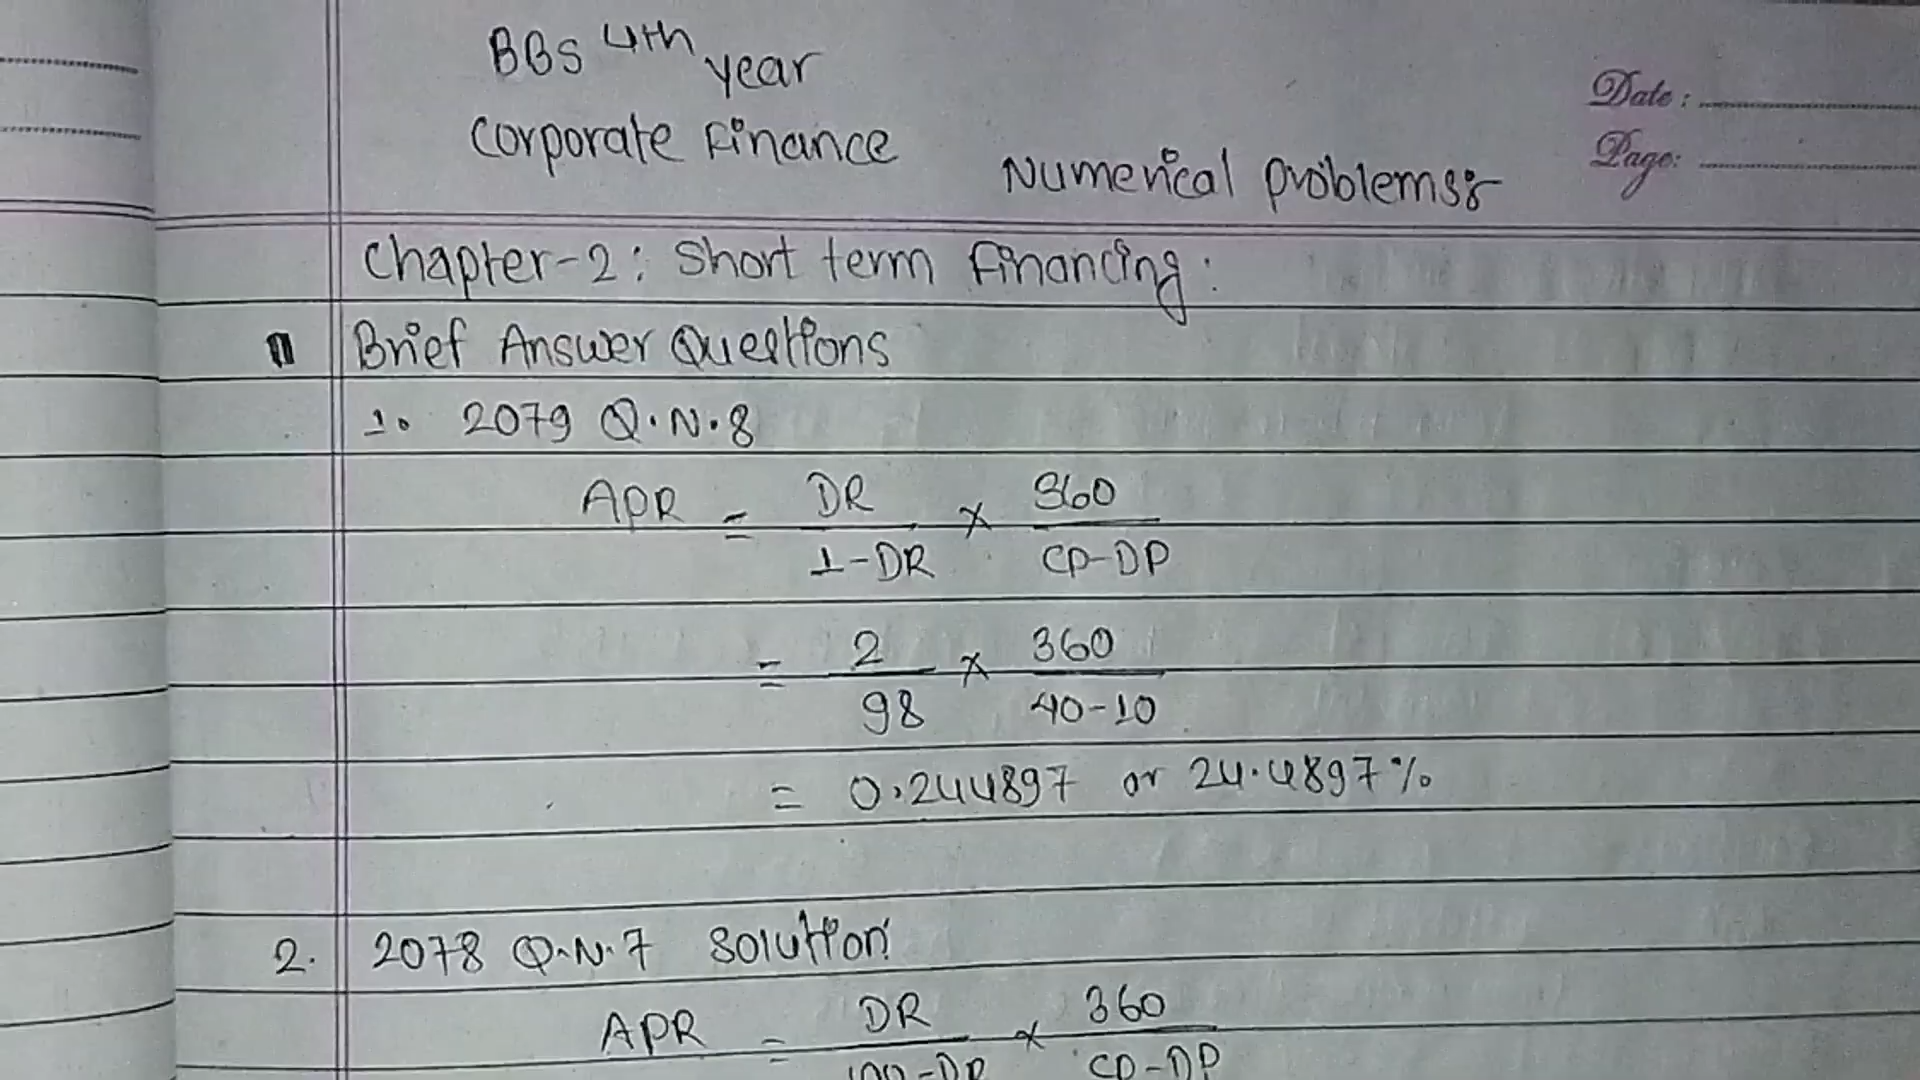 BBS 4th year
Corporate Finance
Numerical problems:-
Date:
Page:
Chapter-2: Short term Financing:
Brief Answer Questions
1. 2079 Q.N.8
APR = DR / 1-DR × 360 / CP-DP
= 2 / 98 × 360 / 40-10
= 0.244897 or 24.4897%
2. 2078 Q.N.7 Solution:
APR = DR / 100-DR × 360 / CP-DP